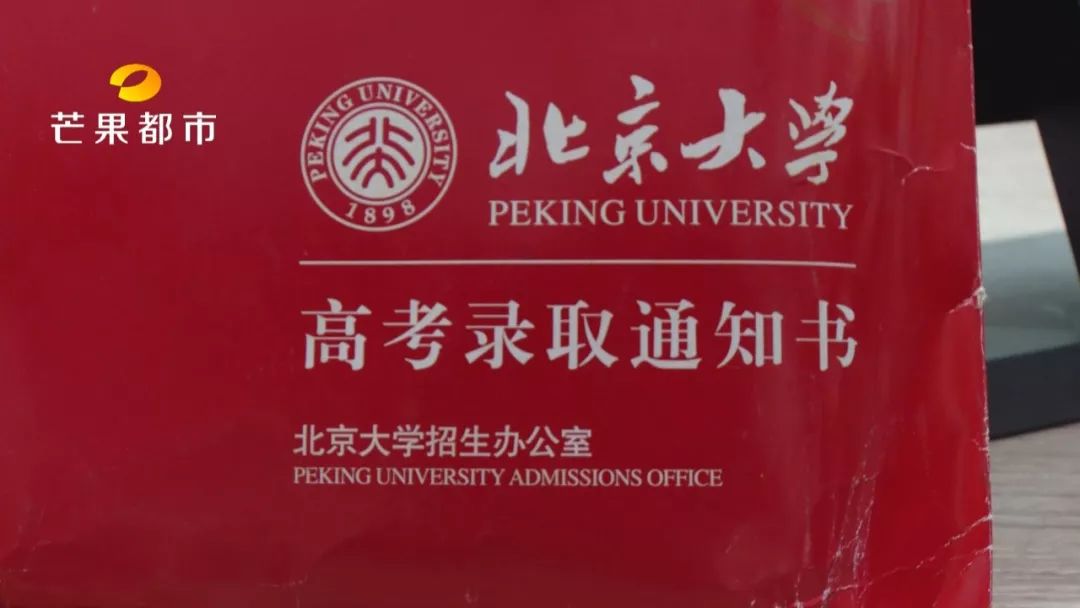 芒果都市
PEKING UNIVERSITY
1898
北京大学
PEKING UNIVERSITY
高考录取通知书
北京大学招生办公室
PEKING UNIVERSITY ADMISSIONS OFFICE